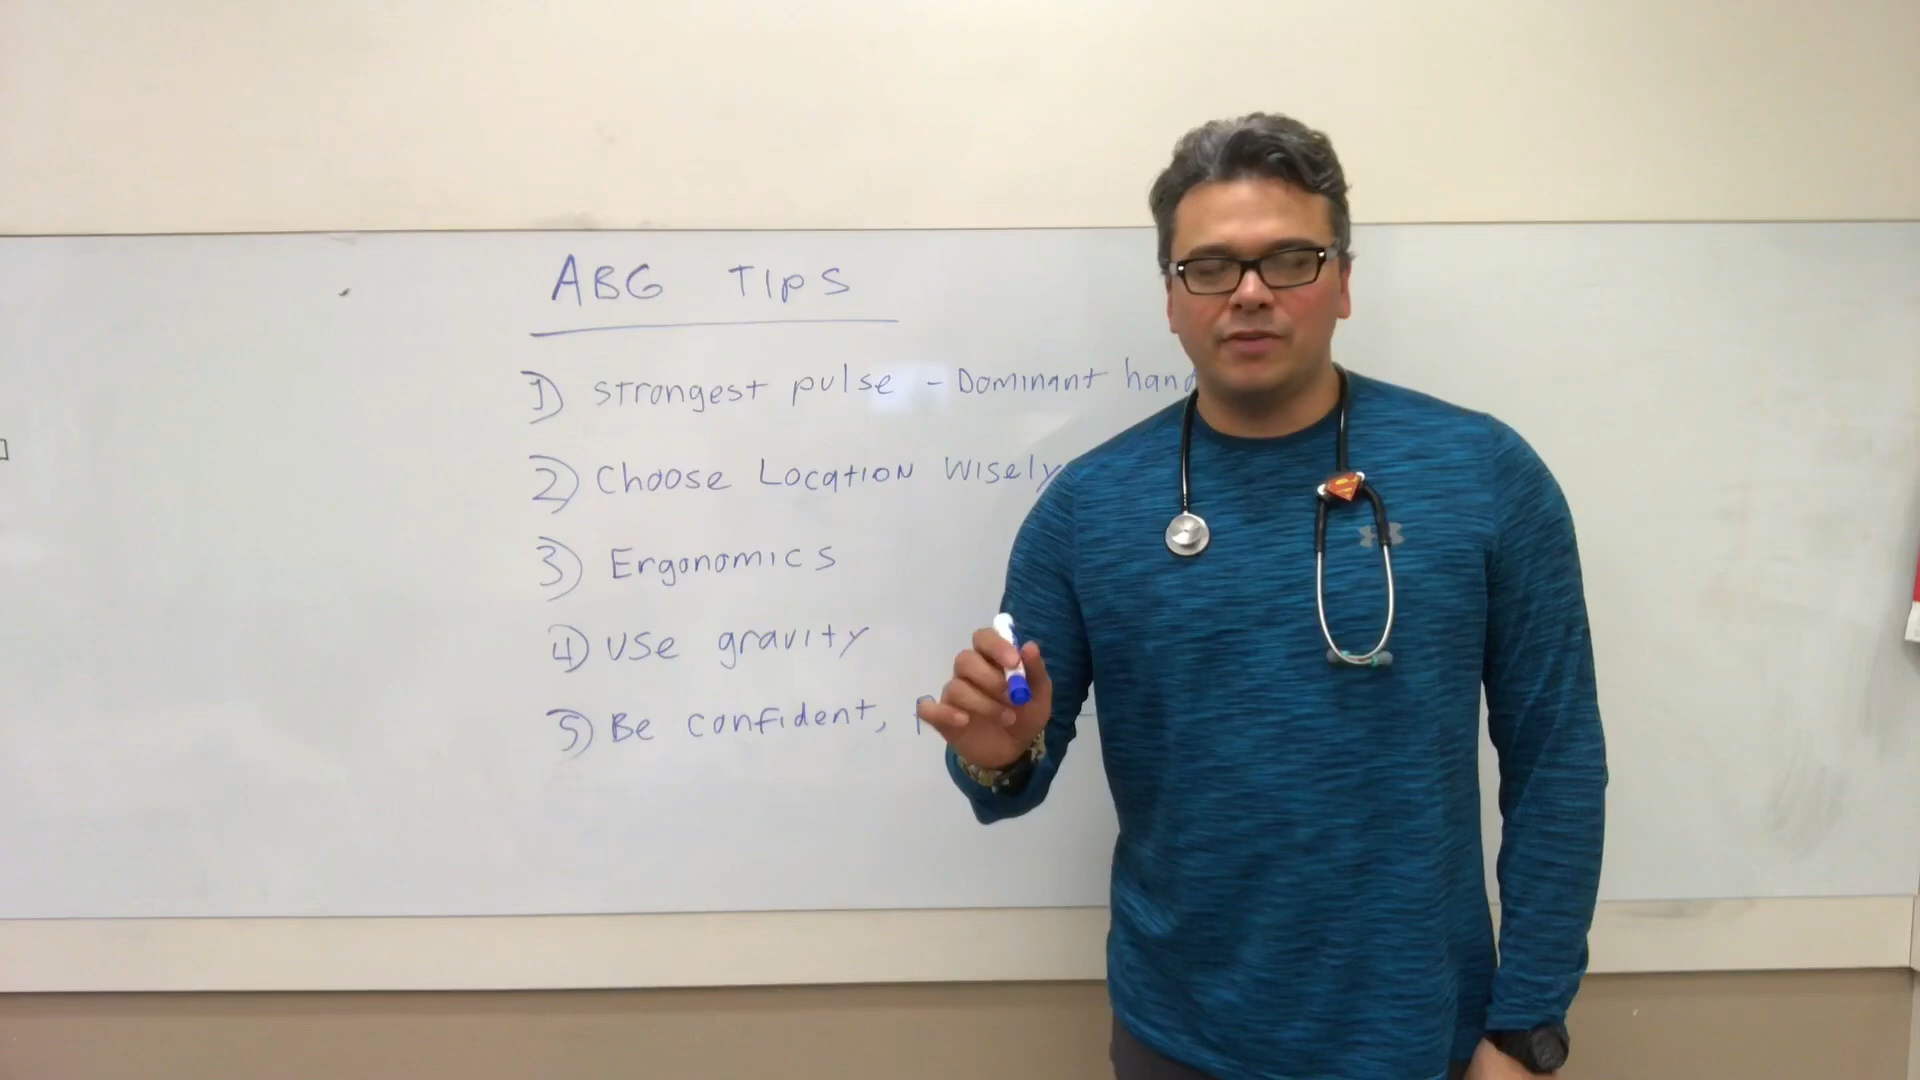 ABG TIPS
1) Strongest pulse - Dominant hand
2) Choose Location Wisely
3) Ergonomics
4) Use gravity
5) Be confident,